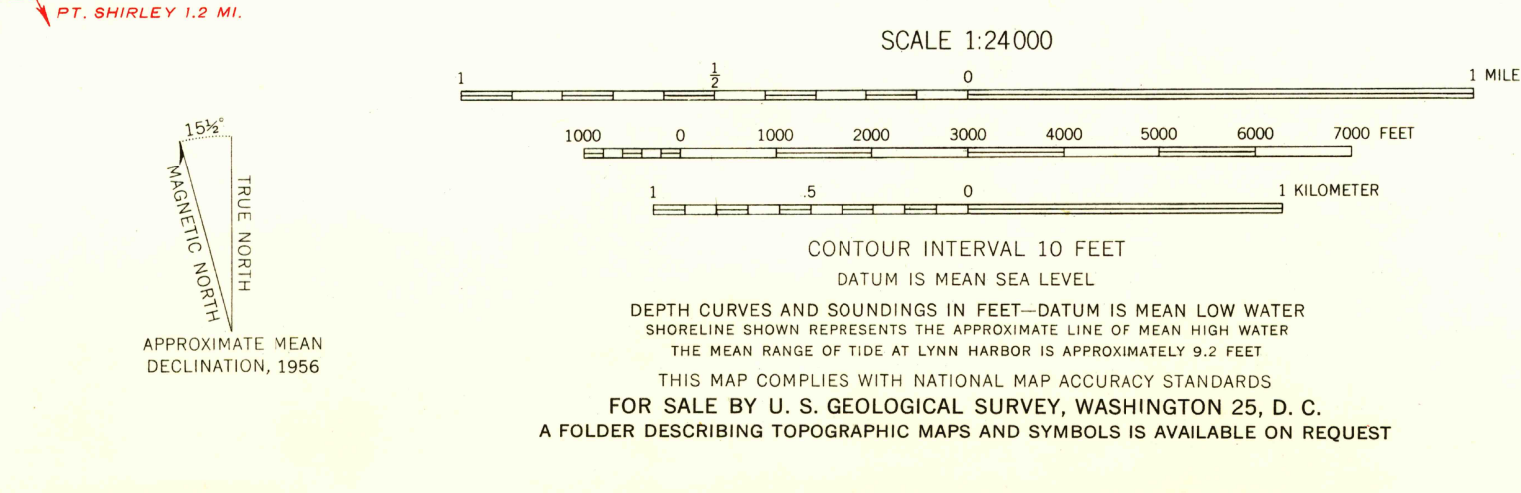 PT. SHIRLEY 1.2 MI.
SCALE 1:24000
1 ½ 0 1 MILE
1000 0 1000 2000 3000 4000 5000 6000 7000 FEET
1 .5 0 1 KILOMETER
15½°
MAGNETIC NORTH
TRUE NORTH
APPROXIMATE MEAN
DECLINATION, 1956
CONTOUR INTERVAL 10 FEET
DATUM IS MEAN SEA LEVEL
DEPTH CURVES AND SOUNDINGS IN FEET—DATUM IS MEAN LOW WATER
SHORELINE SHOWN REPRESENTS THE APPROXIMATE LINE OF MEAN HIGH WATER
THE MEAN RANGE OF TIDE AT LYNN HARBOR IS APPROXIMATELY 9.2 FEET
THIS MAP COMPLIES WITH NATIONAL MAP ACCURACY STANDARDS
FOR SALE BY U. S. GEOLOGICAL SURVEY, WASHINGTON 25, D. C.
A FOLDER DESCRIBING TOPOGRAPHIC MAPS AND SYMBOLS IS AVAILABLE ON REQUEST